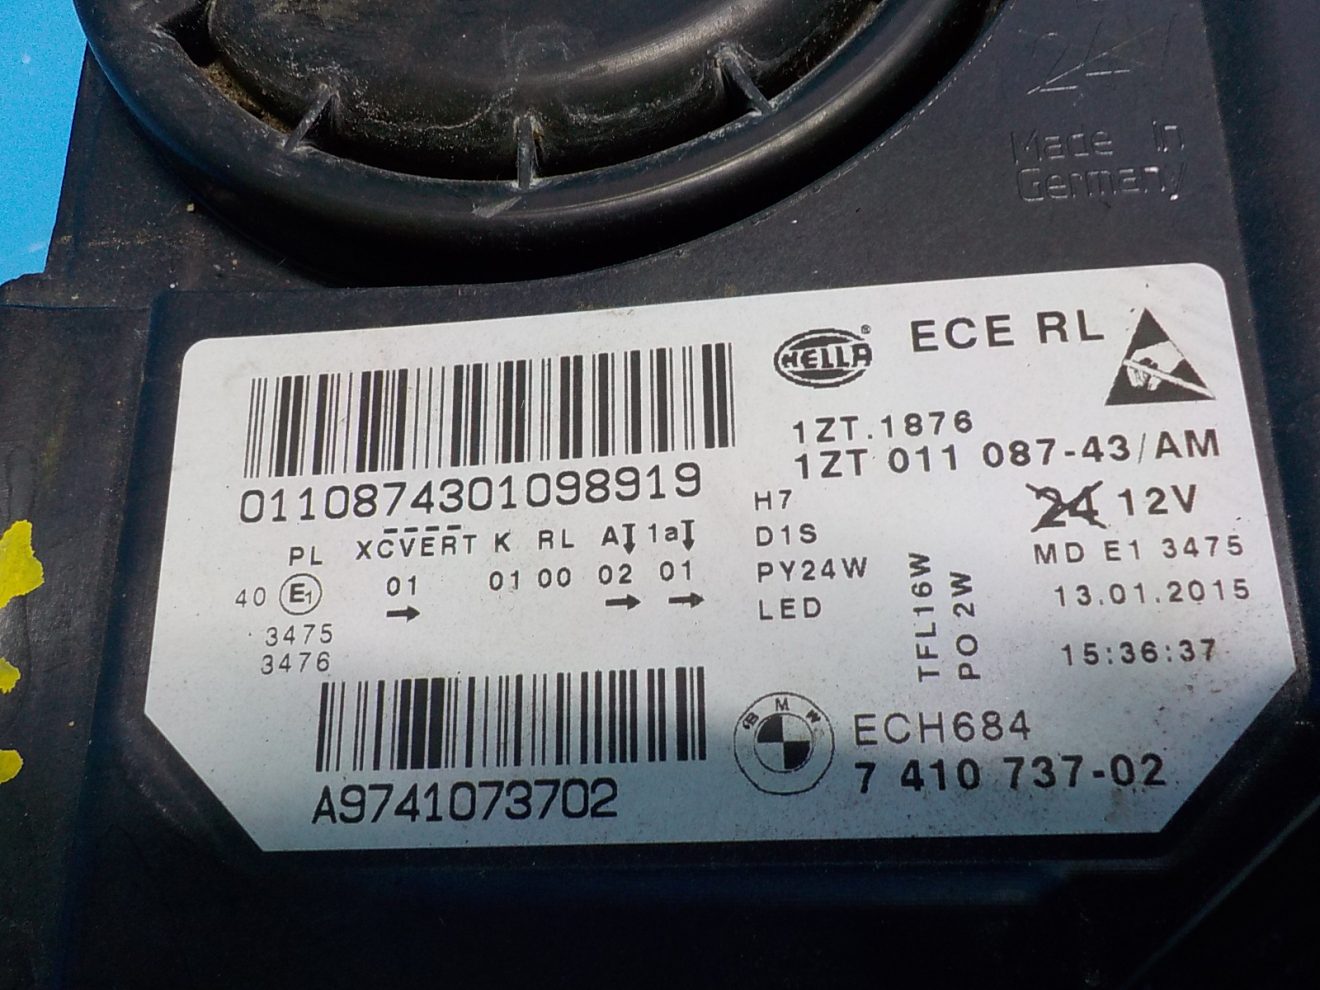 Made in
Germany
HELLA®
ECE RL
1ZT.1876
1ZT 011 087-43/AM
0110874301098919
H7
24 12V
PL XCVERT K RL A 1a
D1S
MD E1 3475
40 E1 01 01 00 02 01
PY24W
13.01.2015
3475
LED
3476
TFL16W
PO 2W
15:36:37
BMW
ECH684
A9741073702
7 410 737-02